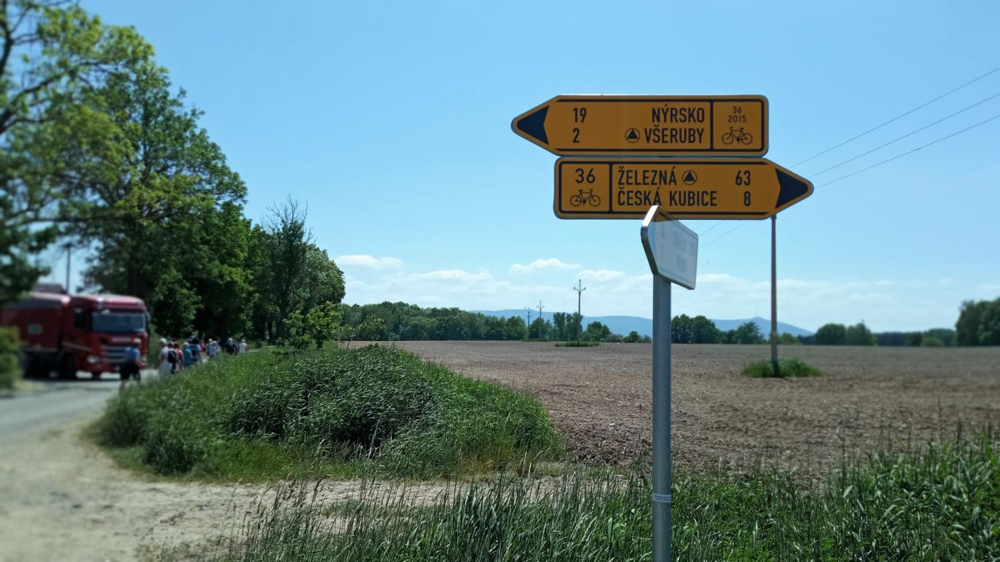 19 NÝRSKO 36
2015
2 VŠERUBY
36 ŽELEZNÁ 63
ČESKÁ KUBICE 8